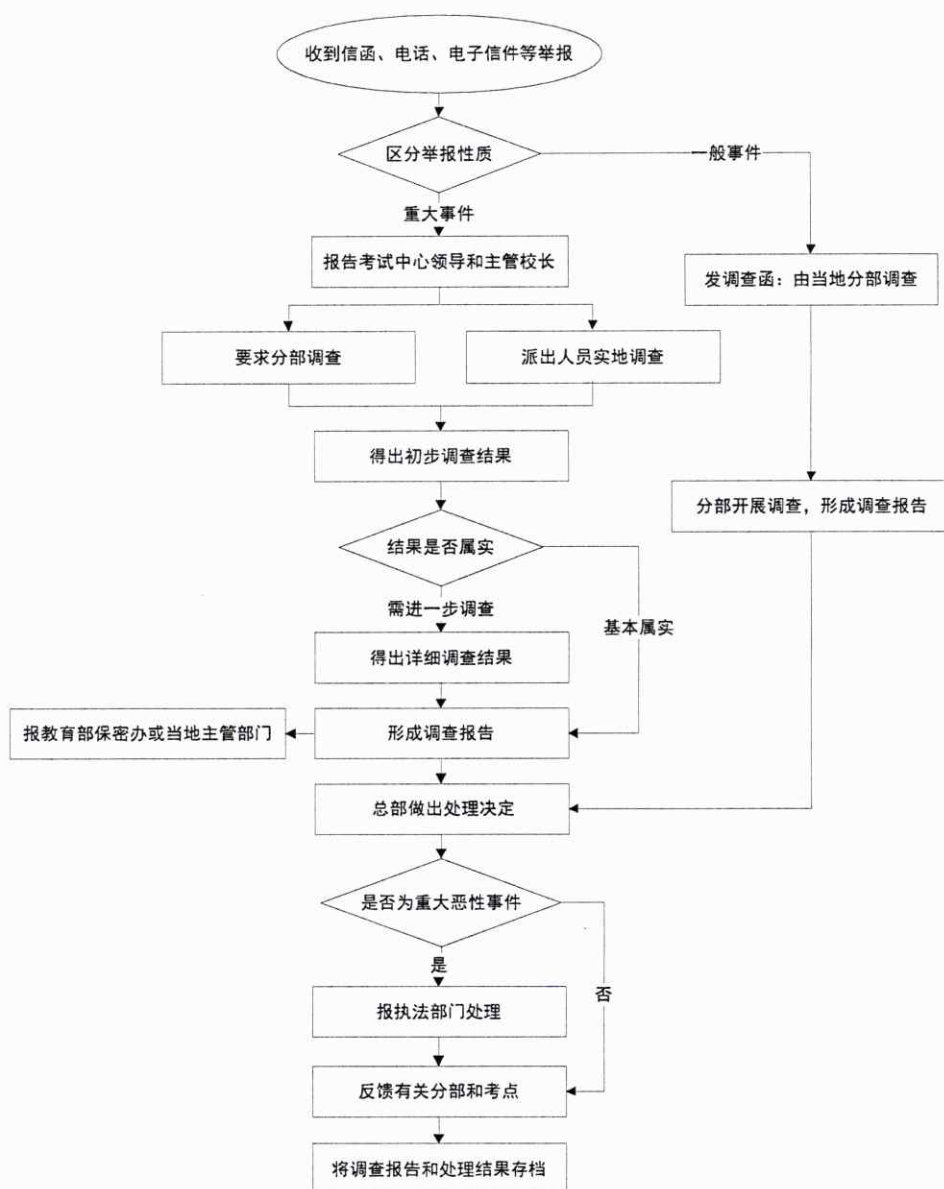 收到信函、电话、电子信件等举报
区分举报性质
一般事件
重大事件
报告考试中心领导和主管校长
发调查函：由当地分部调查
要求分部调查
派出人员实地调查
得出初步调查结果
分部开展调查，形成调查报告
结果是否属实
需进一步调查
基本属实
得出详细调查结果
报教育部保密办或当地主管部门
形成调查报告
总部做出处理决定
是否为重大恶性事件
是
否
报执法部门处理
反馈有关分部和考点
将调查报告和处理结果存档